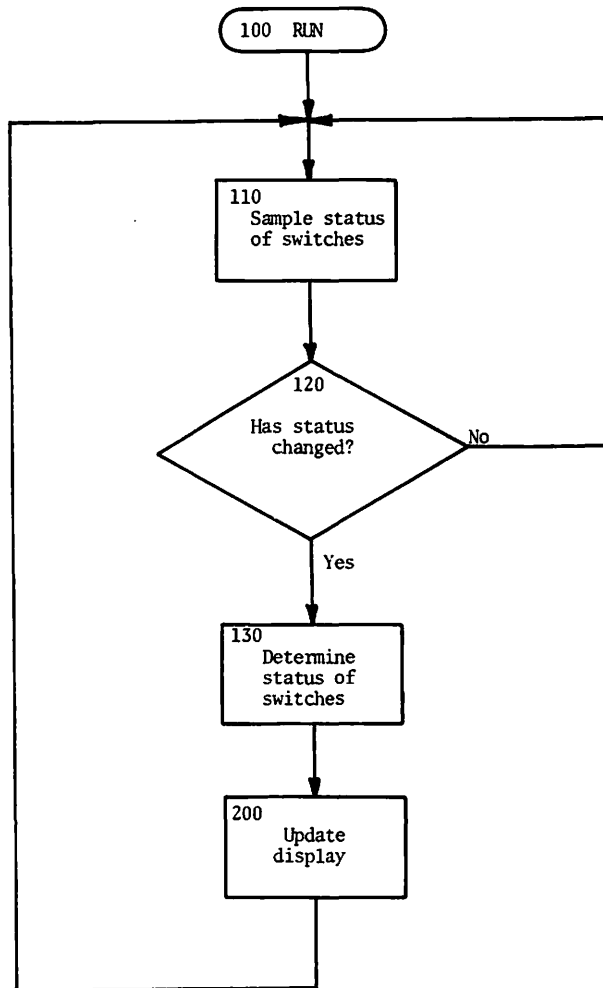 100 RUN
110
Sample status
of switches
120
Has status
changed?
No
Yes
130
Determine
status of
switches
200
Update
display